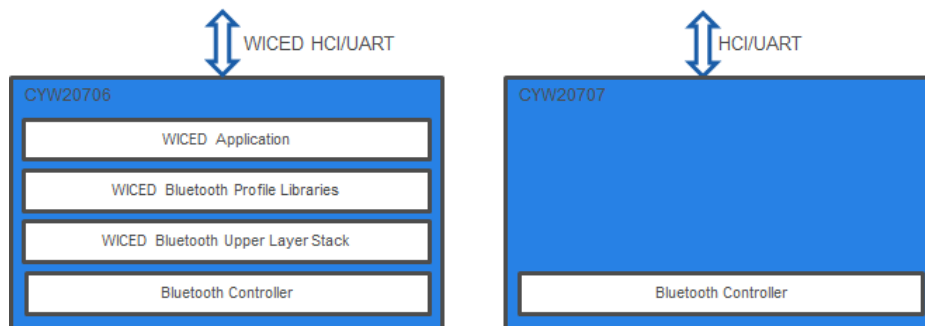 WICED HCI/UART
CYW20706
WICED Application
WICED Bluetooth Profile Libraries
WICED Bluetooth Upper Layer Stack
Bluetooth Controller
HCI/UART
CYW20707
Bluetooth Controller